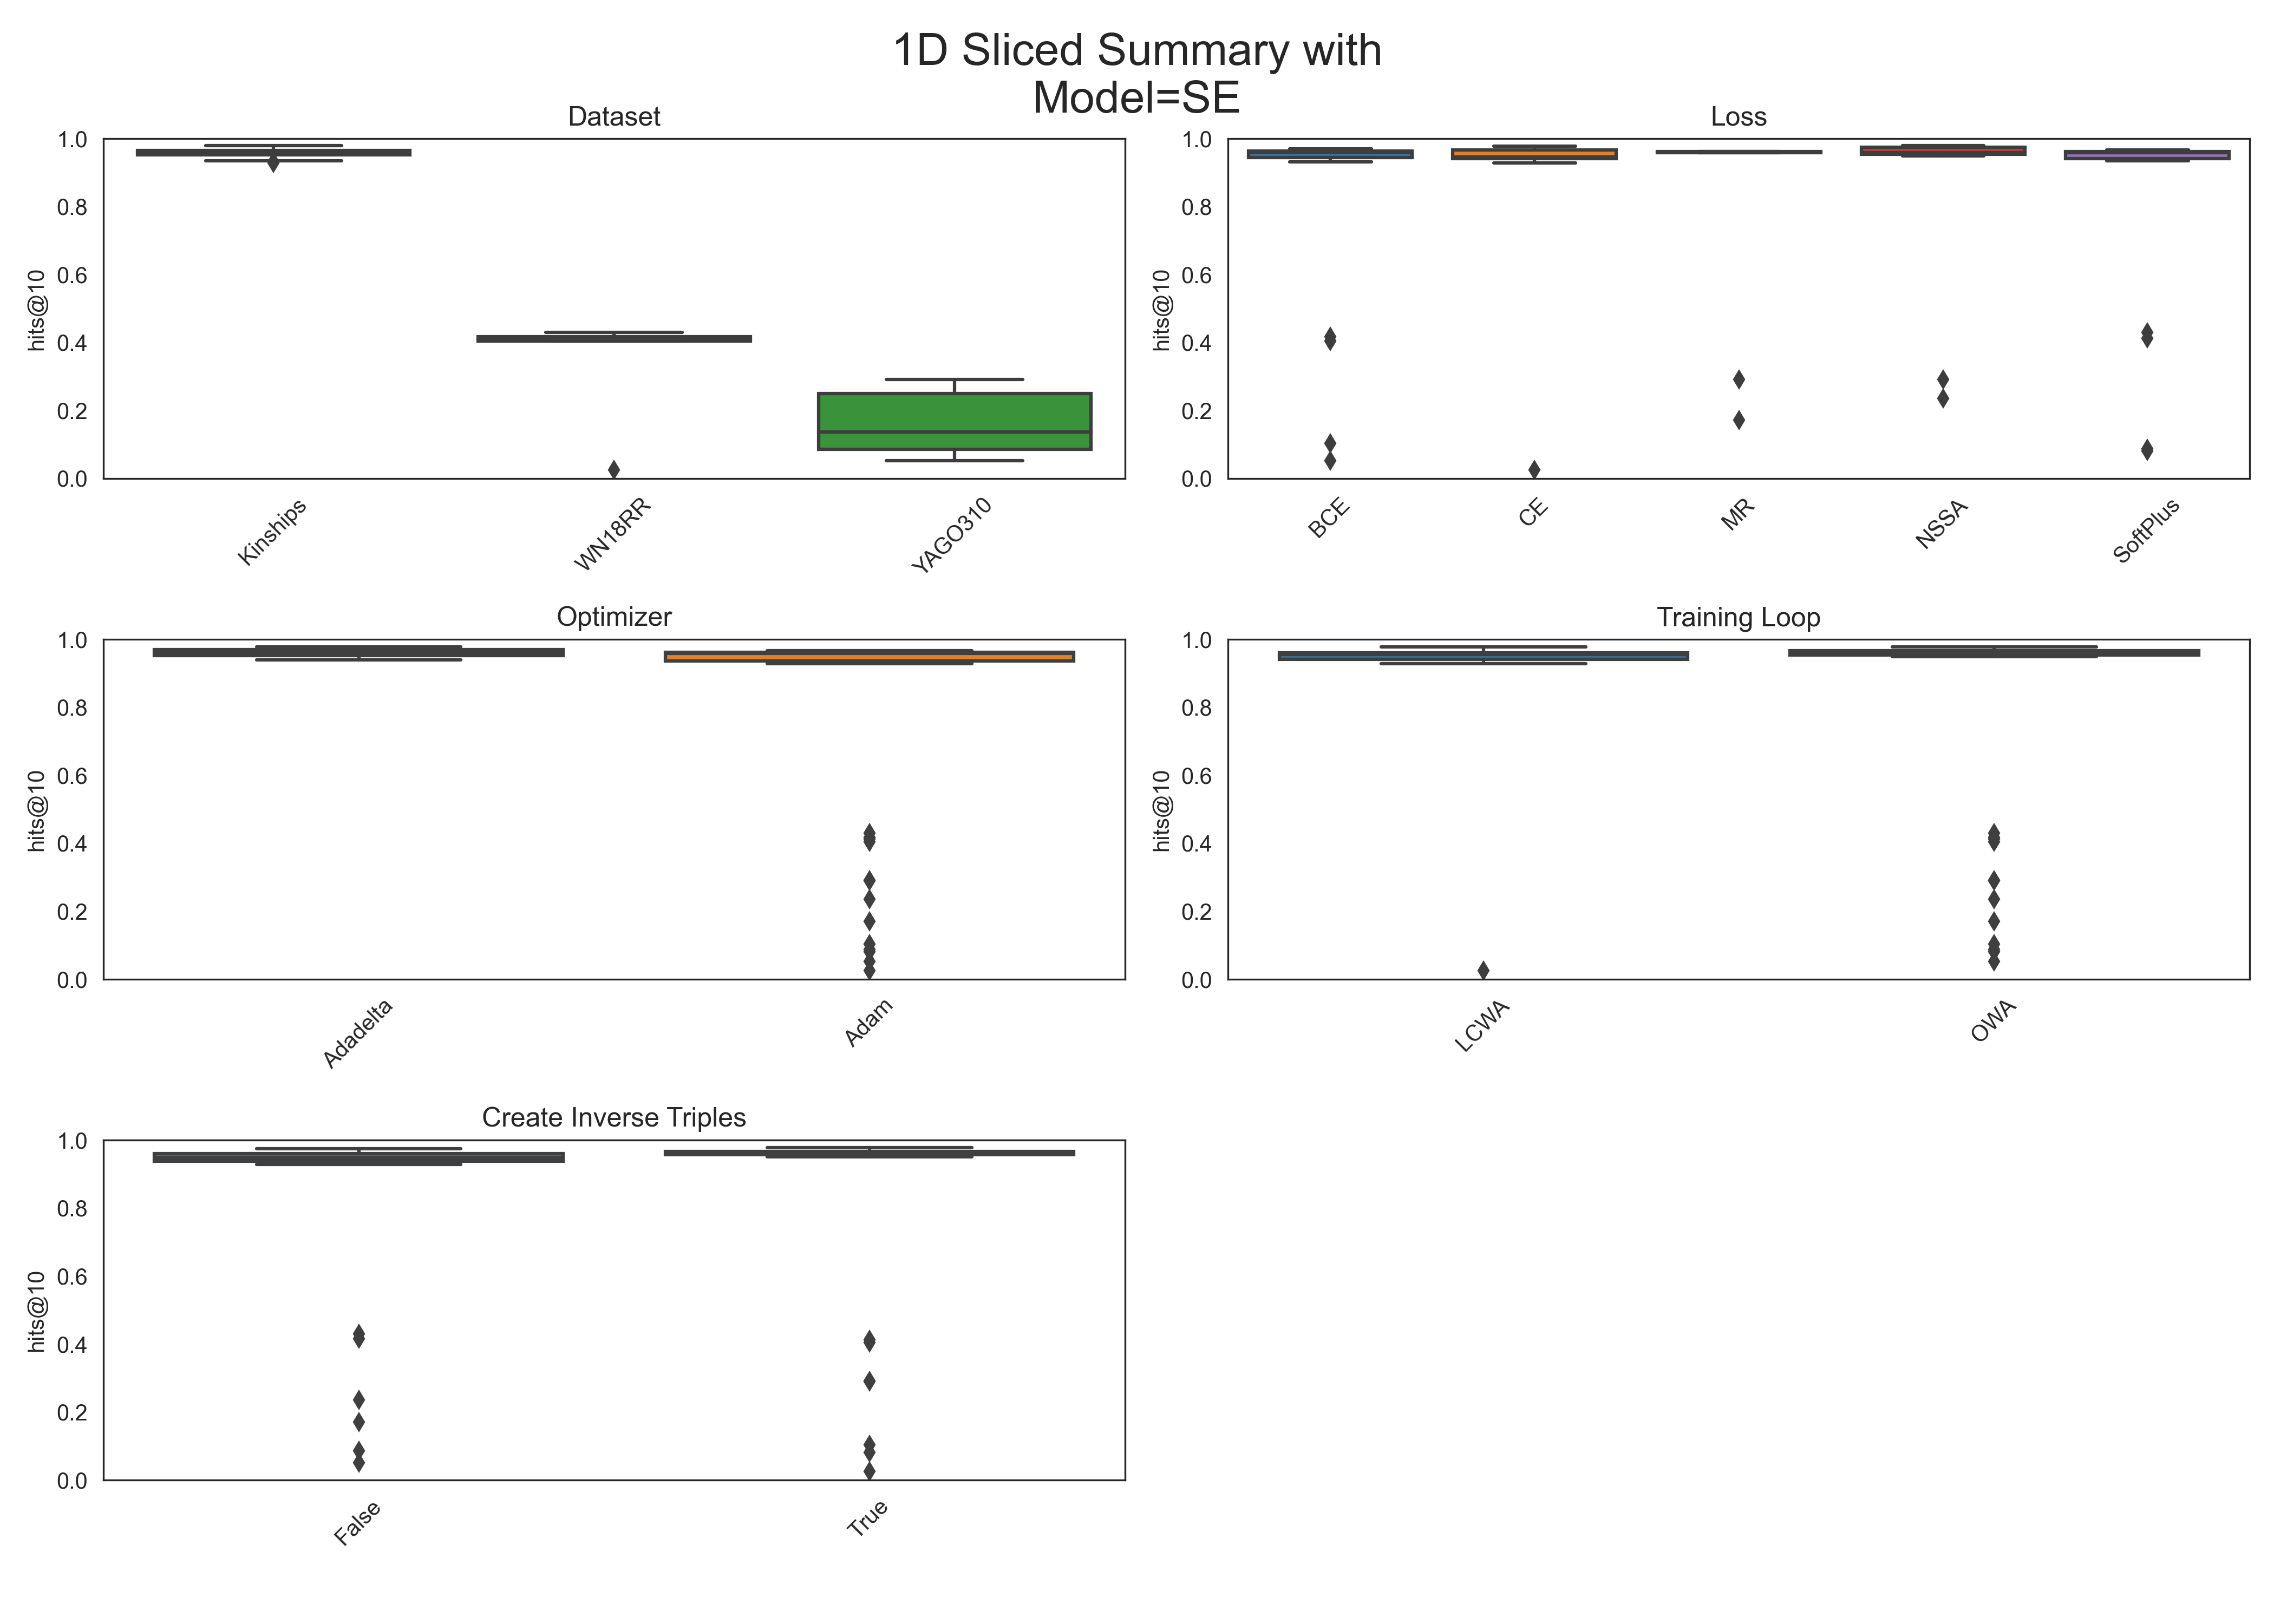 1D Sliced Summary with
Model=SE
Dataset
hits@10
1.0
0.8
0.6
0.4
0.2
0.0
Kinships
WN18RR
YAGO310
Loss
hits@10
1.0
0.8
0.6
0.4
0.2
0.0
BCE
CE
MR
NSSA
SoftPlus
Optimizer
hits@10
1.0
0.8
0.6
0.4
0.2
0.0
Adadelta
Adam
Training Loop
hits@10
1.0
0.8
0.6
0.4
0.2
0.0
LCWA
OWA
Create Inverse Triples
hits@10
1.0
0.8
0.6
0.4
0.2
0.0
False
True